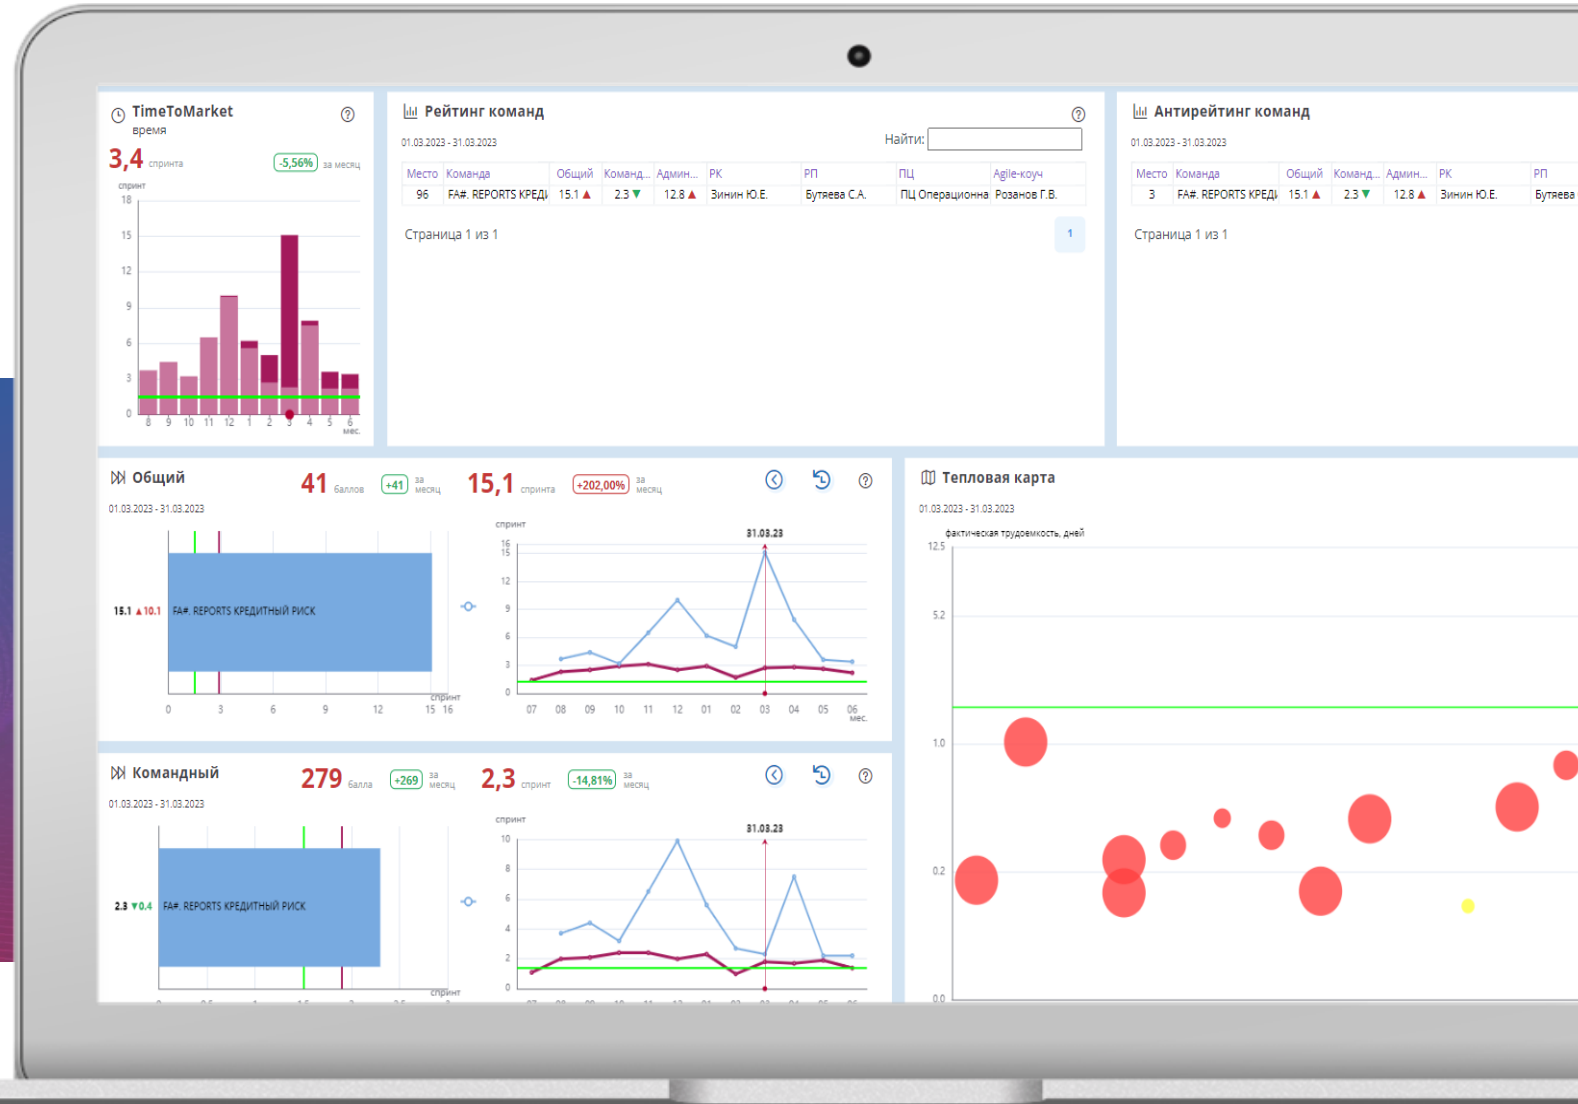 TimeToMarket
время
3,4 спринта
-5,56% за месяц
спринт
18
15
12
9
6
3
0
8 9 10 11 12 1 2 3 4 5 6
мес.
Рейтинг команд
01.03.2023 - 31.03.2023
Найти:
Место Команда Общий Команд... Админ... РК РП ПЦ Agile-коуч
96 FA#. REPORTS КРЕДИ 15.1 ▲ 2.3 ▼ 12.8 ▲ Зинин Ю.Е. Бутяева С.А. ПЦ Операционна Розанов Г.В.
Страница 1 из 1
1
Антирейтинг команд
01.03.2023 - 31.03.2023
Место Команда Общий Команд... Админ... РК РП
3 FA#. REPORTS КРЕДИ 15.1 ▲ 2.3 ▼ 12.8 ▲ Зинин Ю.Е. Бутяева
Страница 1 из 1
Общий
41 баллов +41 за месяц
15,1 спринта +202,00% за месяц
01.03.2023 - 31.03.2023
15.1 ▲10.1 FA#. REPORTS КРЕДИТНЫЙ РИСК
спринт
0 3 6 9 12 15 16
спринт
31.03.23
16
15
12
9
6
3
0
07 08 09 10 11 12 01 02 03 04 05 06
мес.
Тепловая карта
01.03.2023 - 31.03.2023
фактическая трудоемкость, дней
12.5
5.2
1.0
0.2
0.0
Командный
279 балла +269 за месяц
2,3 спринт -14,81% за месяц
01.03.2023 - 31.03.2023
2.3 ▼0.4 FA#. REPORTS КРЕДИТНЫЙ РИСК
спринт
спринт
31.03.23
10
8
6
4
2
0